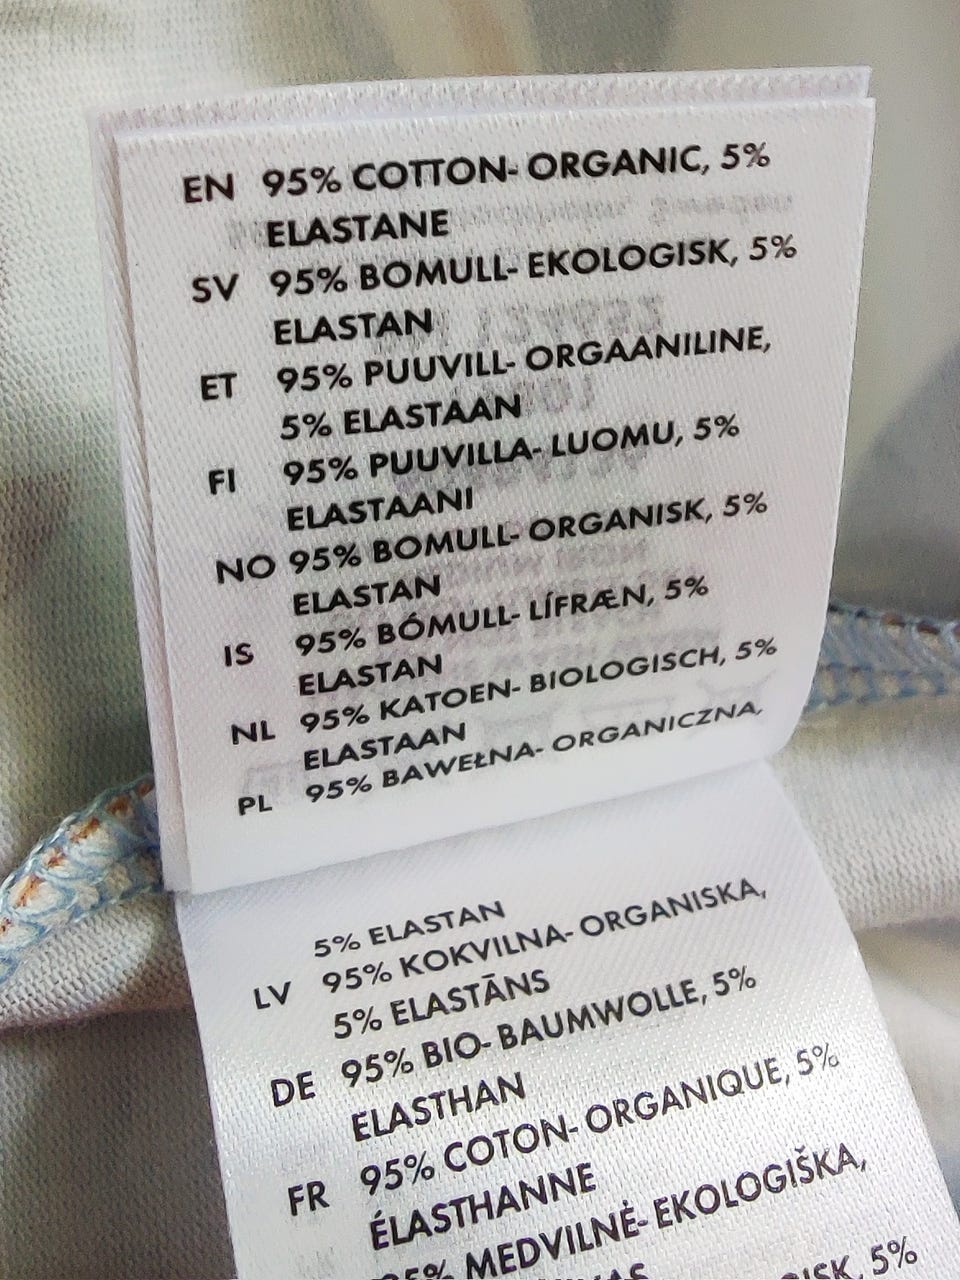 EN 95% COTTON- ORGANIC, 5%
ELASTANE
SV 95% BOMULL- EKOLOGISK, 5%
ELASTAN
ET 95% PUUVILL- ORGAANILINE,
5% ELASTAAN
FI 95% PUUVILLA- LUOMU, 5%
ELASTAANI
NO 95% BOMULL- ORGANISK, 5%
ELASTAN
IS 95% BÓMULL- LÍFRÆN, 5%
ELASTAN
NL 95% KATOEN- BIOLOGISCH, 5%
ELASTAAN
PL 95% BAWEŁNA- ORGANICZNA,
5% ELASTAN
LV 95% KOKVILNA- ORGANISKA,
5% ELASTĀNS
DE 95% BIO- BAUMWOLLE, 5%
ELASTHAN
FR 95% COTON- ORGANIQUE, 5%
ÉLASTHANNE
MEDVILNĖ- EKOLOGIŠKA,
5%